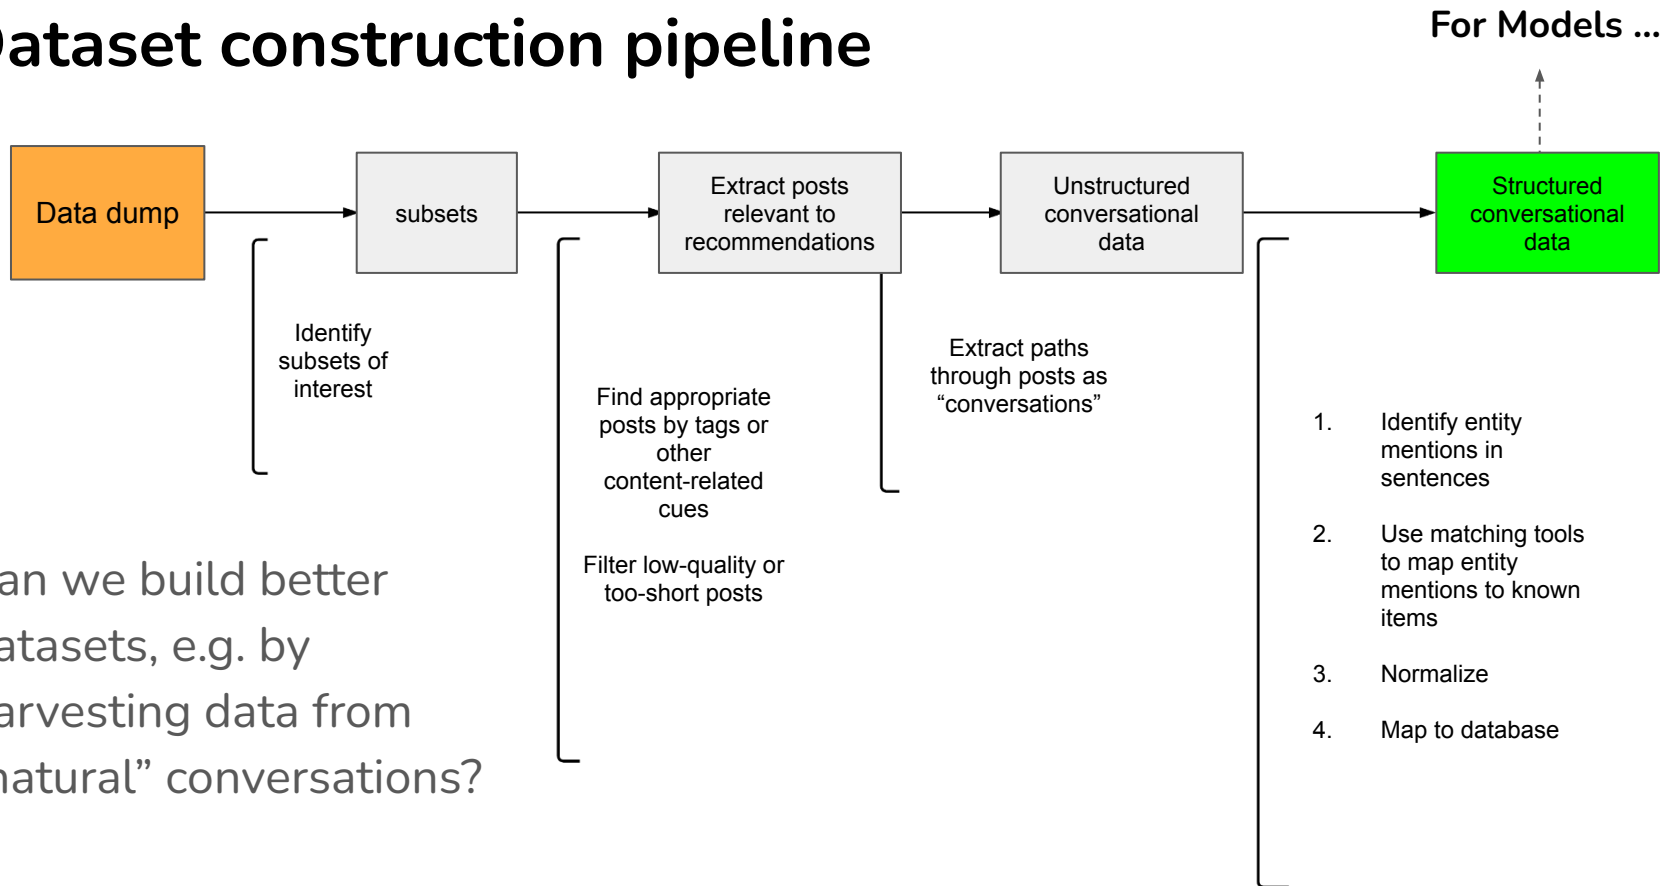 Dataset construction pipeline
For Models ...
Data dump
subsets
Extract posts
relevant to
recommendations
Unstructured
conversational
data
Structured
conversational
data
Identify
subsets of
interest
Find appropriate
posts by tags or
other
content-related
cues
Filter low-quality or
too-short posts
Extract paths
through posts as
“conversations”
1. Identify entity
mentions in
sentences
2. Use matching tools
to map entity
mentions to known
items
3. Normalize
4. Map to database
an we build better
atasets, e.g. by
arvesting data from
natural” conversations?